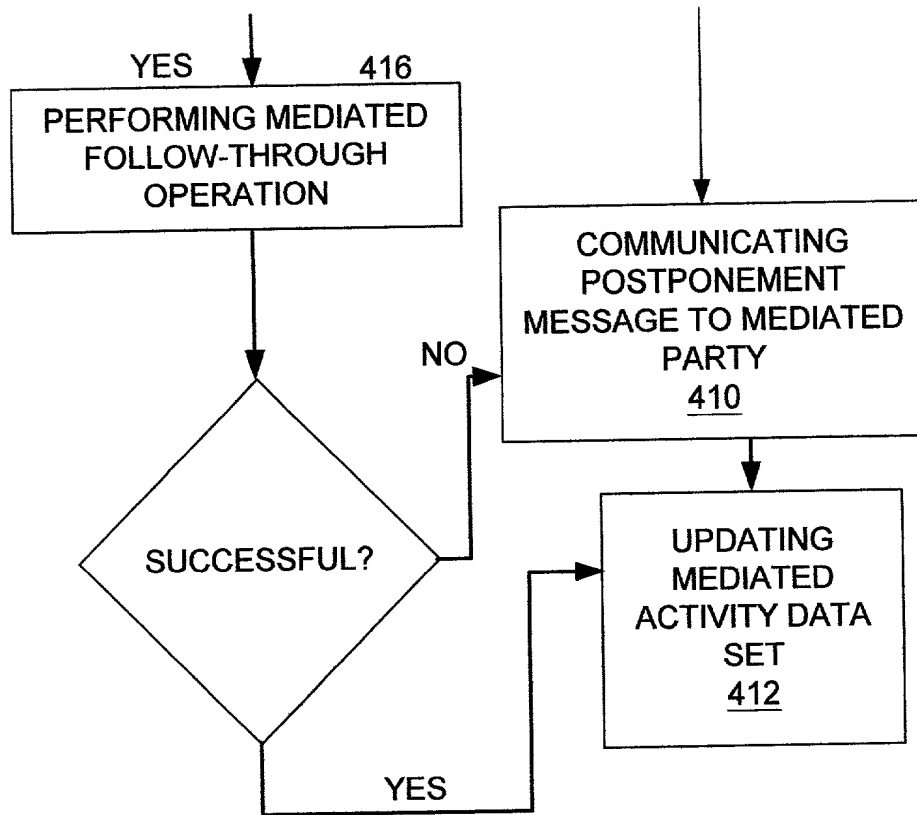 YES 416
PERFORMING MEDIATED
FOLLOW-THROUGH
OPERATION
COMMUNICATING
POSTPONEMENT
MESSAGE TO MEDIATED
PARTY
410
NO
SUCCESSFUL?
UPDATING
MEDIATED
ACTIVITY DATA
SET
412
YES